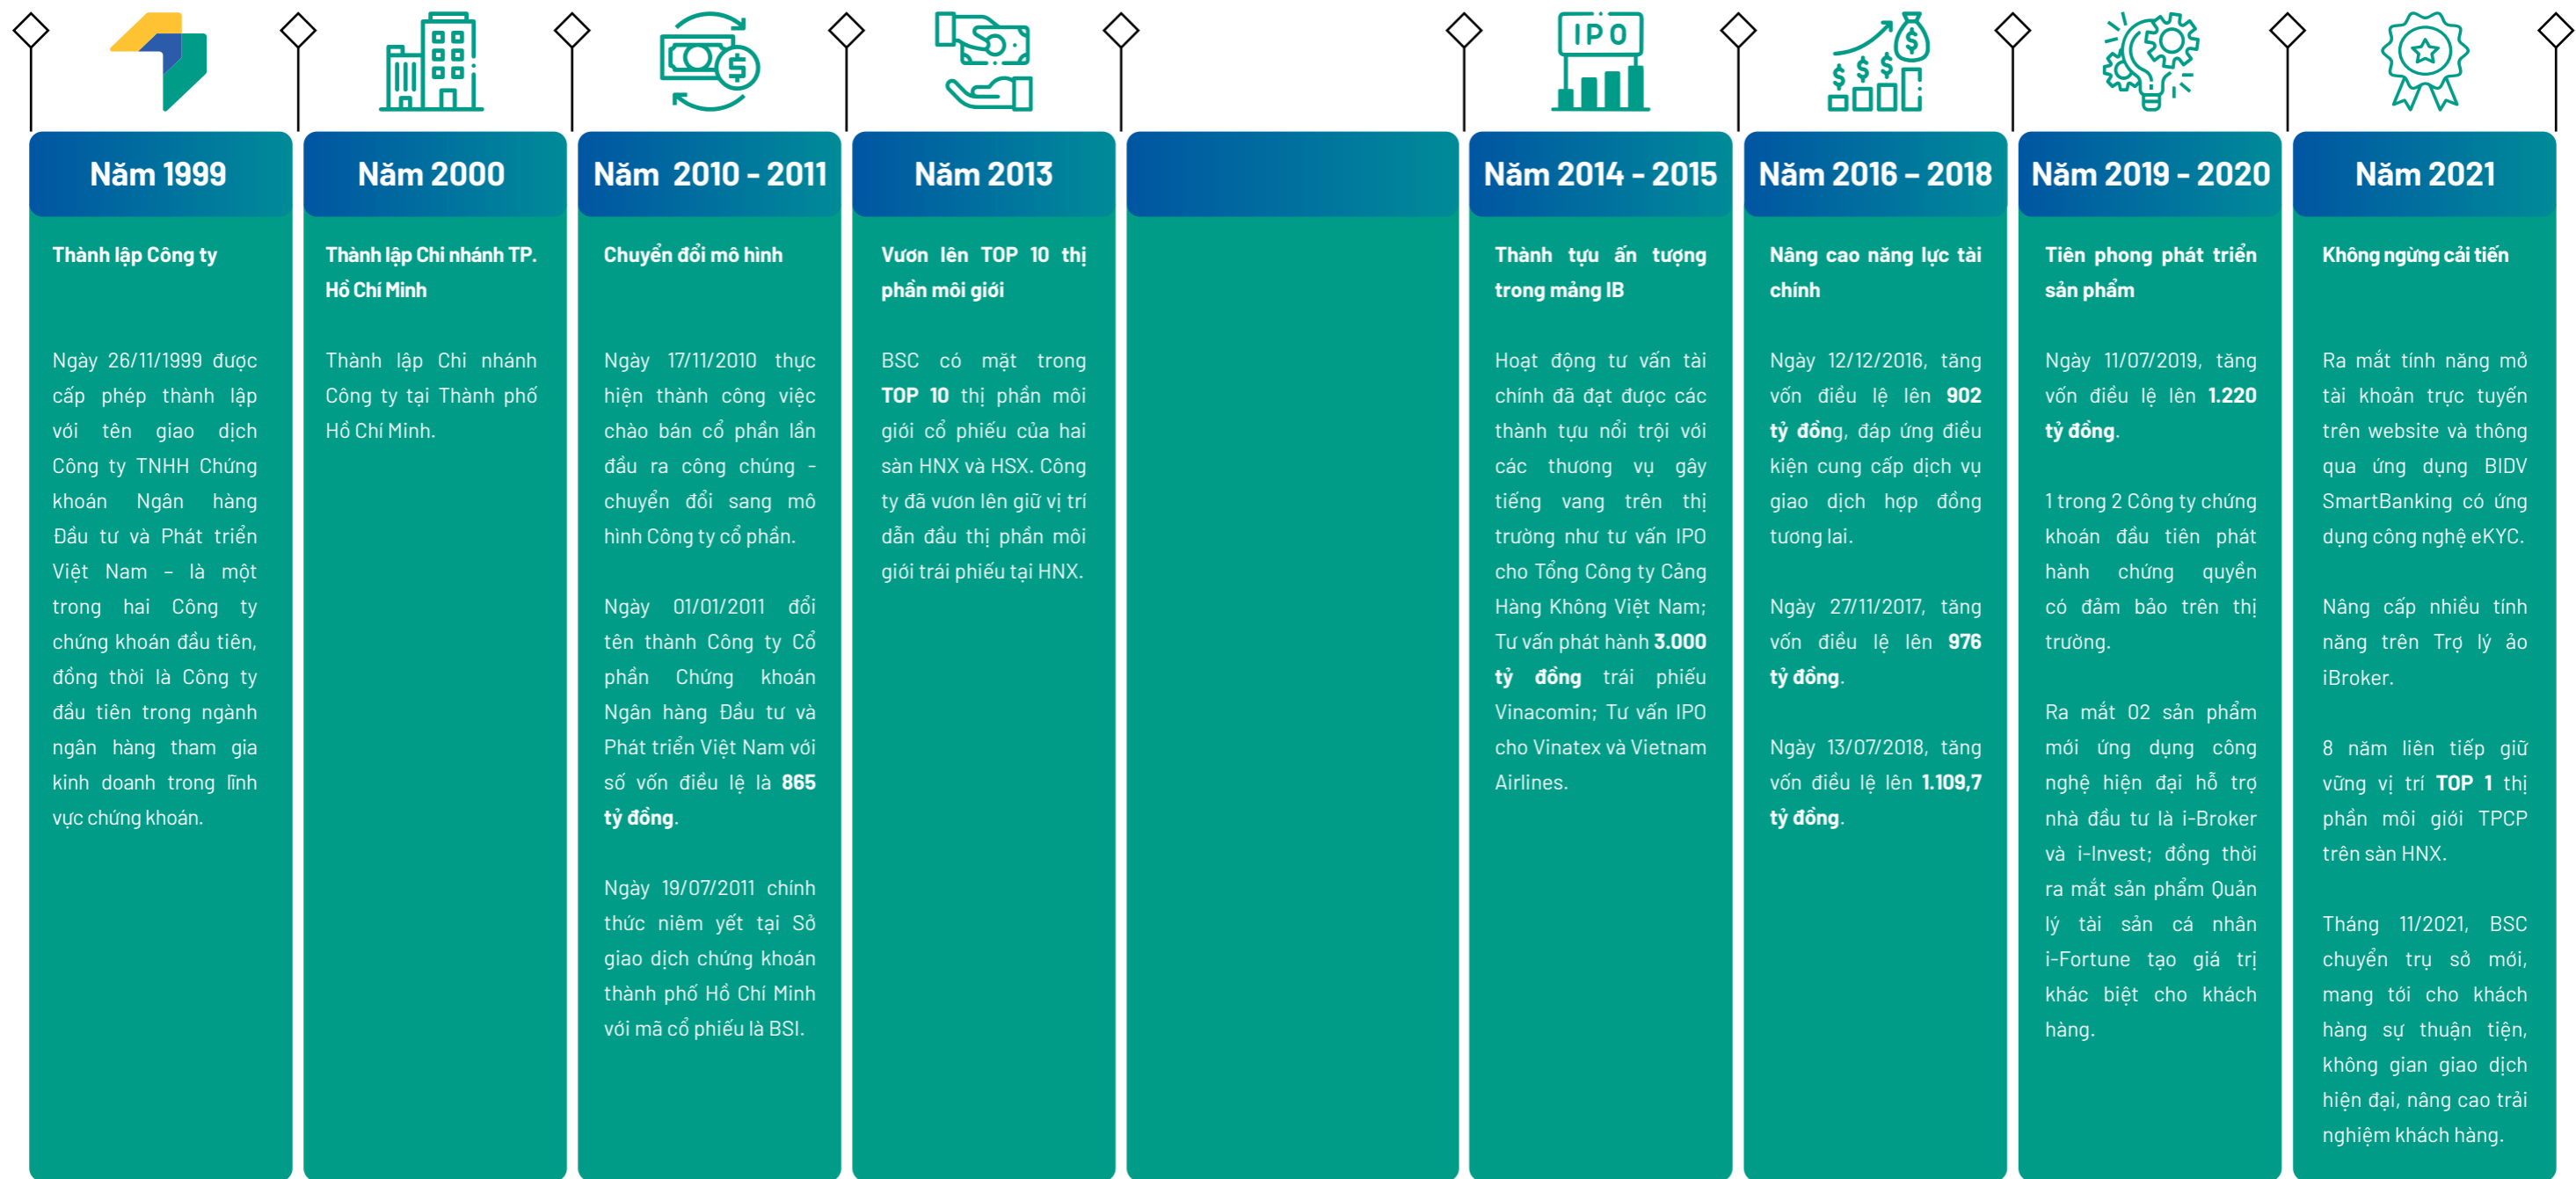 IPO
Năm 1999
Thành lập Công ty
Ngày 26/11/1999 được
cấp phép thành lập
với tên giao dịch
Công ty TNHH Chứng
khoán Ngân hàng
Đầu tư và Phát triển
Việt Nam – là một
trong hai Công ty
chứng khoán đầu tiên,
đồng thời là Công ty
đầu tiên trong ngành
ngân hàng tham gia
kinh doanh trong lĩnh
vực chứng khoán.
Năm 2000
Thành lập Chi nhánh TP.
Hồ Chí Minh
Thành lập Chi nhánh
Công ty tại Thành phố
Hồ Chí Minh.
Năm 2010 - 2011
Chuyển đổi mô hình
Ngày 17/11/2010 thực
hiện thành công việc
chào bán cổ phần lần
đầu ra công chúng -
chuyển đổi sang mô
hình Công ty cổ phần.
Ngày 01/01/2011 đổi
tên thành Công ty Cổ
phần Chứng khoán
Ngân hàng Đầu tư và
Phát triển Việt Nam với
số vốn điều lệ là 865
tỷ đồng.
Ngày 19/07/2011 chính
thức niêm yết tại Sở
giao dịch chứng khoán
thành phố Hồ Chí Minh
với mã cổ phiếu là BSI.
Năm 2013
Vươn lên TOP 10 thị
phần môi giới
BSC có mặt trong
TOP 10 thị phần môi
giới cổ phiếu của hai
sàn HNX và HSX. Công
ty đã vươn lên giữ vị trí
dẫn đầu thị phần môi
giới trái phiếu tại HNX.
Năm 2014 - 2015
Thành tựu ấn tượng
trong mảng IB
Hoạt động tư vấn tài
chính đã đạt được các
thành tựu nổi trội với
các thương vụ gây
tiếng vang trên thị
trường như tư vấn IPO
cho Tổng Công ty Cảng
Hàng Không Việt Nam;
Tư vấn phát hành 3.000
tỷ đồng trái phiếu
Vinacomin; Tư vấn IPO
cho Vinatex và Vietnam
Airlines.
Năm 2016 – 2018
Nâng cao năng lực tài
chính
Ngày 12/12/2016, tăng
vốn điều lệ lên 902
tỷ đồng, đáp ứng điều
kiện cung cấp dịch vụ
giao dịch hợp đồng
tương lai.
Ngày 27/11/2017, tăng
vốn điều lệ lên 976
tỷ đồng.
Ngày 13/07/2018, tăng
vốn điều lệ lên 1.109,7
tỷ đồng.
Năm 2019 - 2020
Tiên phong phát triển
sản phẩm
Ngày 11/07/2019, tăng
vốn điều lệ lên 1.220
tỷ đồng.
1 trong 2 Công ty chứng
khoán đầu tiên phát
hành chứng quyền
có đảm bảo trên thị
trường.
Ra mắt 02 sản phẩm
mới ứng dụng công
nghệ hiện đại hỗ trợ
nhà đầu tư là i-Broker
và i-Invest; đồng thời
ra mắt sản phẩm Quản
lý tài sản cá nhân
i-Fortune tạo giá trị
khác biệt cho khách
hàng.
Năm 2021
Không ngừng cải tiến
Ra mắt tính năng mở
tài khoản trực tuyến
trên website và thông
qua ứng dụng BIDV
SmartBanking có ứng
dụng công nghệ eKYC.
Nâng cấp nhiều tính
năng trên Trợ lý ảo
iBroker.
8 năm liên tiếp giữ
vững vị trí TOP 1 thị
phần môi giới TPCP
trên sàn HNX.
Tháng 11/2021, BSC
chuyển trụ sở mới,
mang tới cho khách
hàng sự thuận tiện,
không gian giao dịch
hiện đại, nâng cao trải
nghiệm khách hàng.